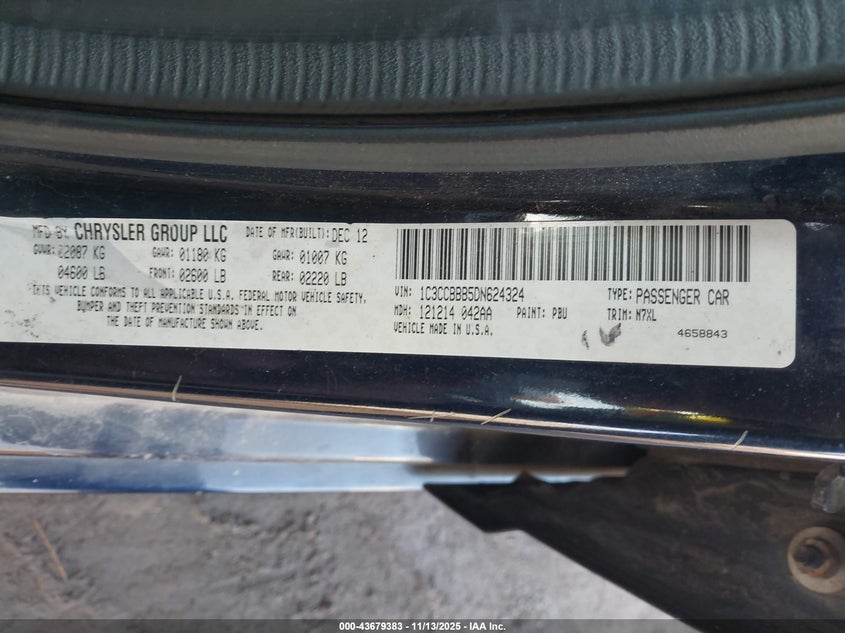 MFD BY: CHRYSLER GROUP LLC DATE OF MFR(BUILT): DEC 12
GVWR: 02087 KG GAWR: 01180 KG GAWR: 01007 KG
04600 LB FRONT: 02600 LB REAR: 02220 LB
THIS VEHICLE CONFORMS TO ALL APPLICABLE U.S.A. FEDERAL MOTOR VEHICLE SAFETY,
BUMPER AND THEFT PREVENTION STANDARDS IN EFFECT ON
THE DATE OF MANUFACTURE SHOWN ABOVE.
VIN: 1C3CCBBB5DN624324 TYPE: PASSENGER CAR
MDH: 121214 042AA PAINT: PBU TRIM: N7XL
VEHICLE MADE IN U.S.A. 4658843
000-43679383 - 11/13/2025 - IAA Inc.